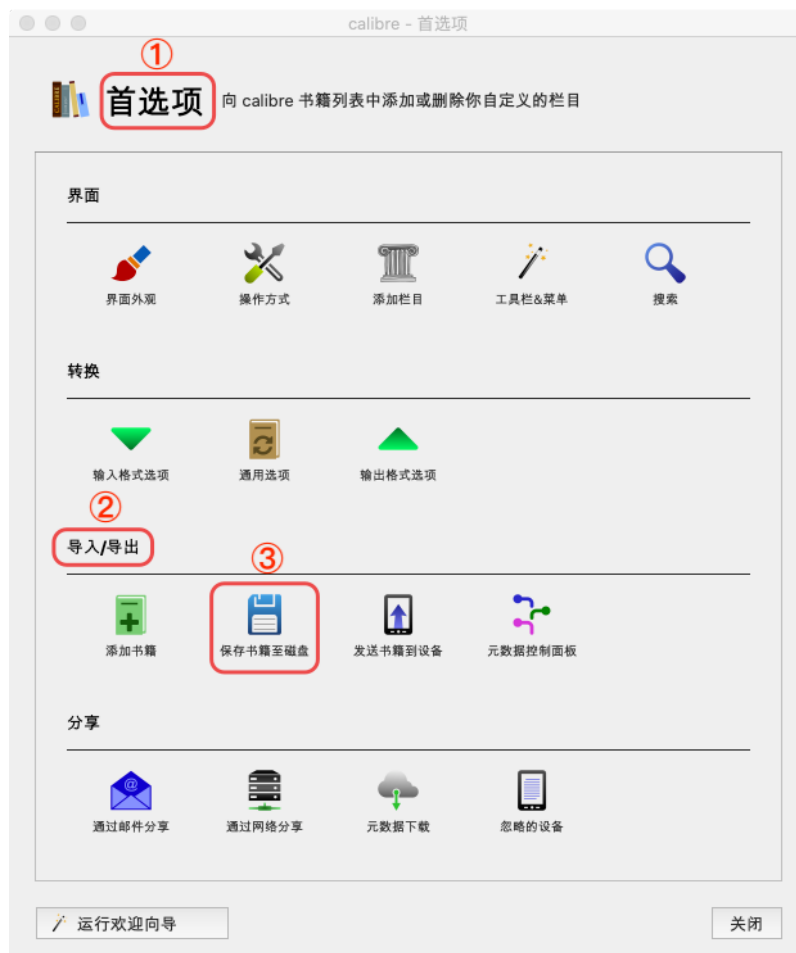 calibre - 首选项
①
首选项 向 calibre 书籍列表中添加或删除你自定义的栏目
界面
界面外观 操作方式 添加栏目 工具栏&菜单 搜索
转换
输入格式选项 通用选项 输出格式选项
②
导入/导出
③
添加书籍 保存书籍至磁盘 发送书籍到设备 元数据控制面板
分享
@
通过邮件分享 通过网络分享 元数据下载 忽略的设备
运行欢迎向导 关闭